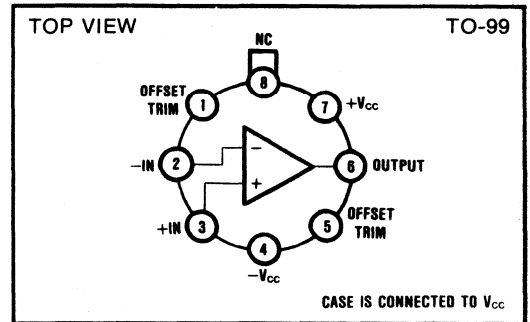 TOP VIEW
TO-99
NC
8
OFFSET
TRIM
1
7
+Vcc
−IN
2
−
6
OUTPUT
+
+IN
3
5
OFFSET
TRIM
4
−Vcc
CASE IS CONNECTED TO Vcc